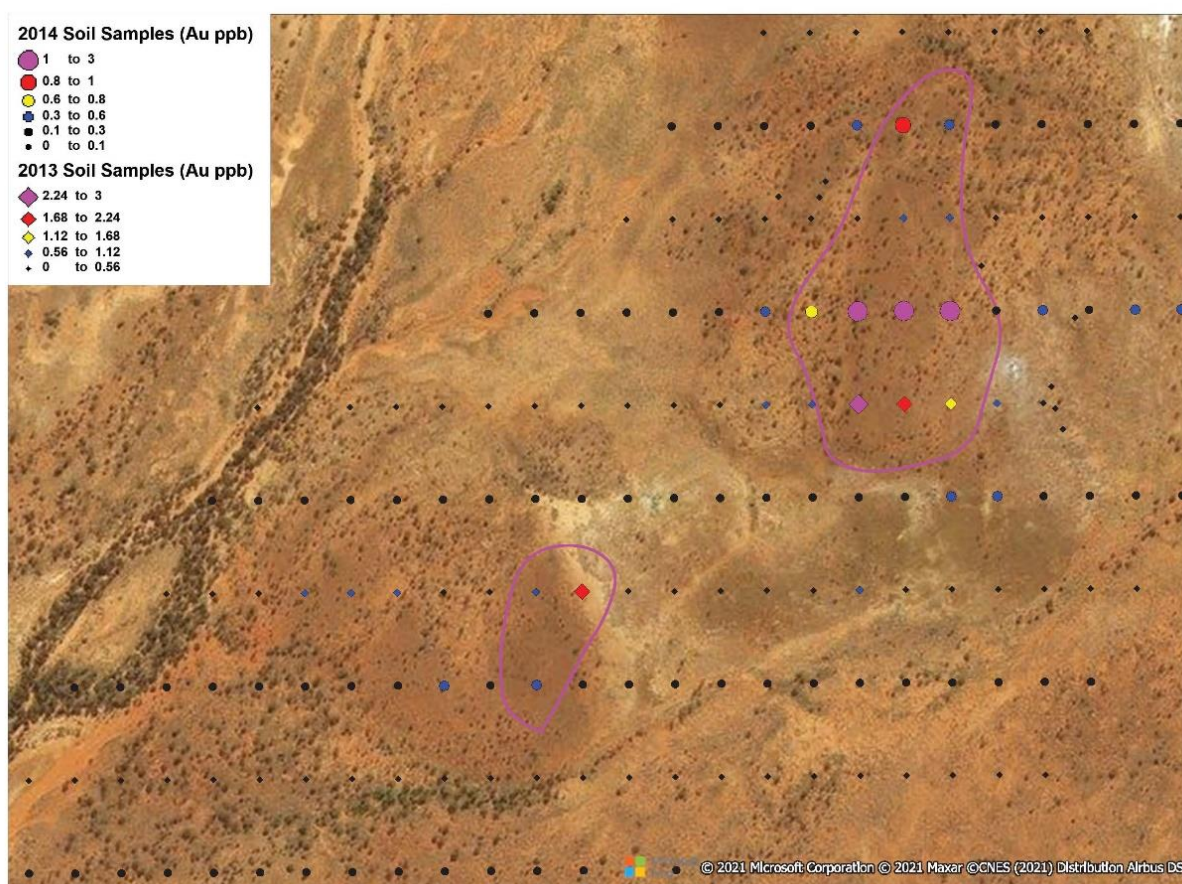 2014 Soil Samples (Au ppb)
1 to 3
0.8 to 1
0.6 to 0.8
0.3 to 0.6
0.1 to 0.3
0 to 0.1
2013 Soil Samples (Au ppb)
2.24 to 3
1.68 to 2.24
1.12 to 1.68
0.56 to 1.12
0 to 0.56
© 2021 Microsoft Corporation © 2021 Maxar ©CNES (2021) Distribution Airbus DS